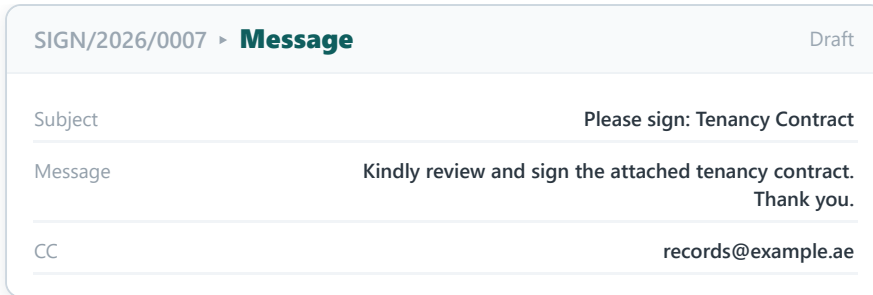 SIGN/2026/0007 ▸ Message
Draft
Subject
Please sign: Tenancy Contract
Message
Kindly review and sign the attached tenancy contract.
Thank you.
CC
records@example.ae